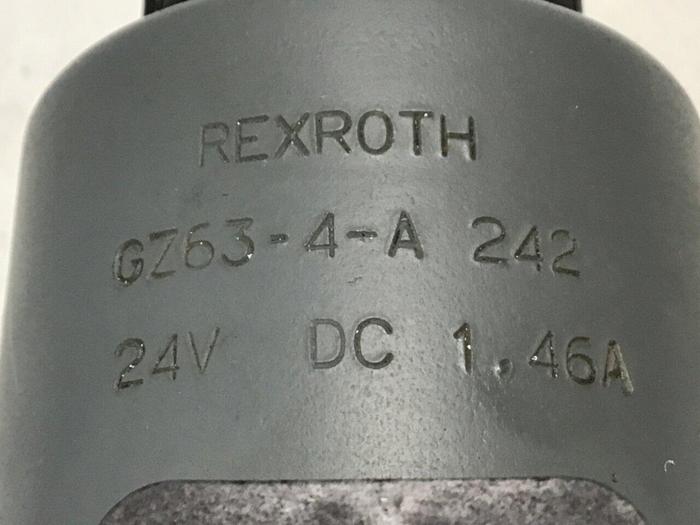 REXROTH
GZ63-4-A 242
24V DC 1.46A